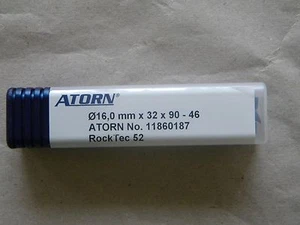 ATORN®
Ø16,0 mm x 32 x 90 - 46
ATORN No. 11860187
RockTec 52